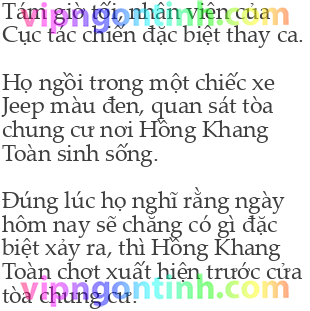 Tám giờ tối, nhân viên của
Cục tác chiến đặc biệt thay ca.
Họ ngồi trong một chiếc xe
Jeep màu đen, quan sát tòa
chung cư nơi Hồng Khang
Toàn sinh sống.
Đúng lúc họ nghĩ rằng ngày
hôm nay sẽ chẳng có gì đặc
biệt xảy ra, thì Hồng Khang
Toàn chợt xuất hiện trước cửa
tòa chung cư.
vipngontinh.com
vipngontinh.com